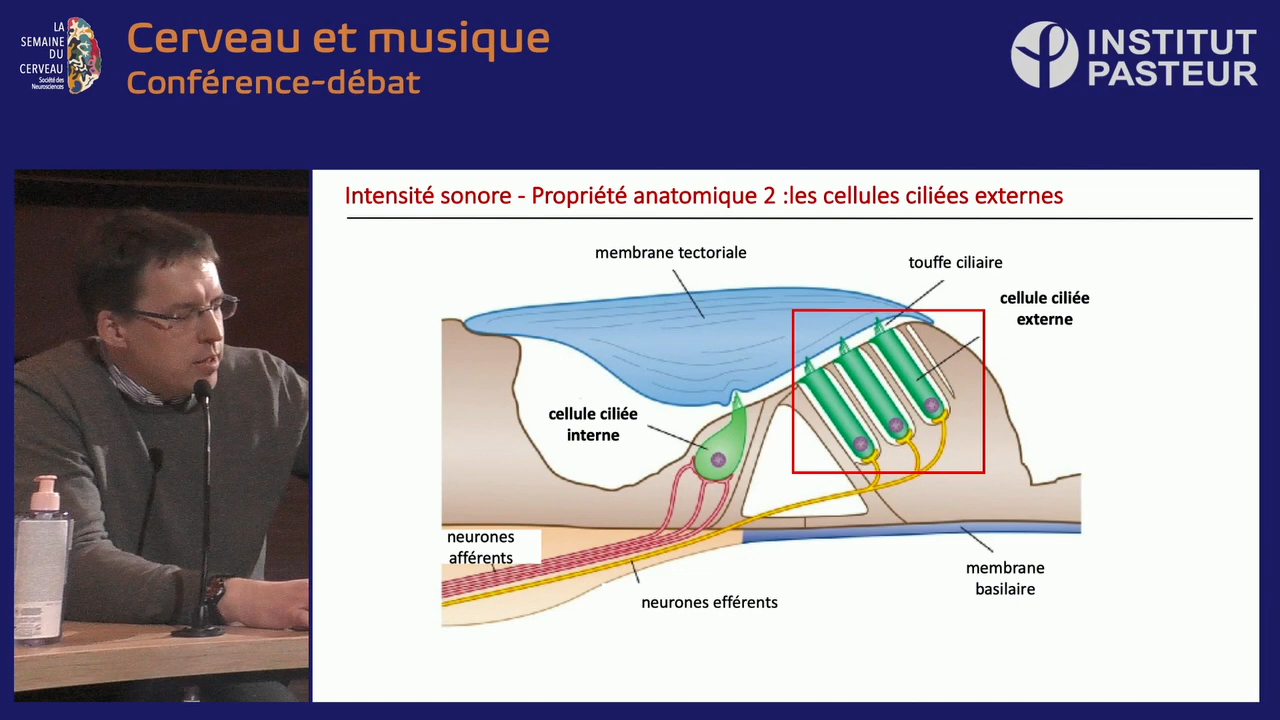 LA
SEMAINE
DU
CERVEAU
Société des
Neurosciences
Cerveau et musique
Conférence-débat
INSTITUT
PASTEUR
Intensité sonore - Propriété anatomique 2 :les cellules ciliées externes
membrane tectoriale
touffe ciliaire
cellule ciliée
externe
cellule ciliée
interne
neurones
afférents
neurones efférents
membrane
basilaire